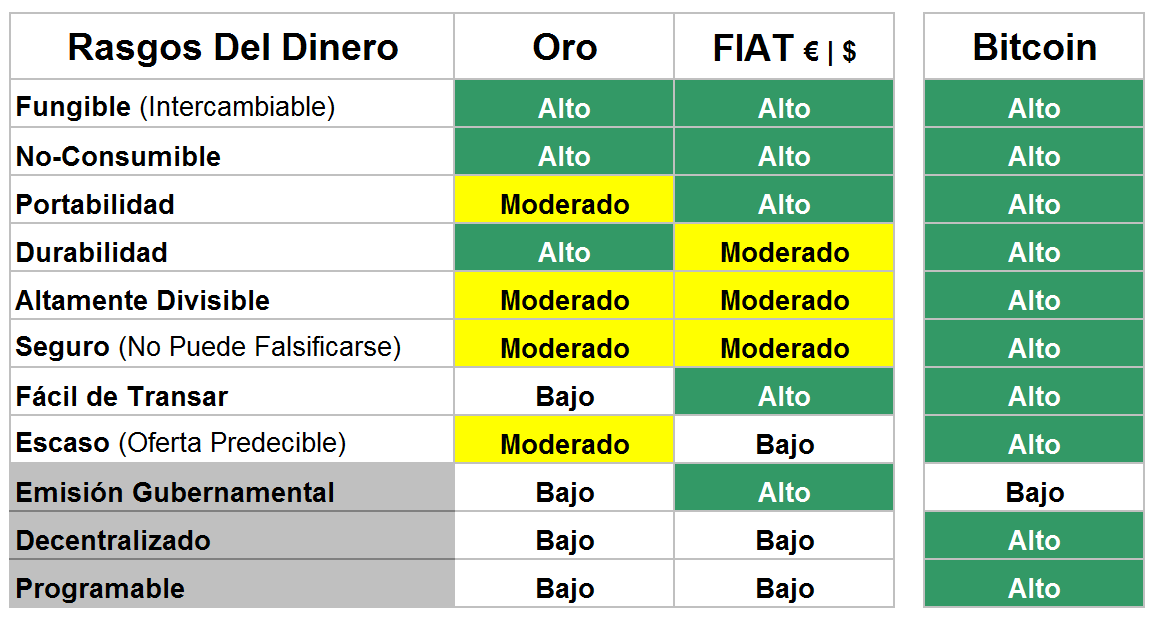 Rasgos Del Dinero Oro FIAT € | $ Bitcoin
Fungible (Intercambiable) Alto Alto Alto
No-Consumible Alto Alto Alto
Portabilidad Moderado Alto Alto
Durabilidad Alto Moderado Alto
Altamente Divisible Moderado Moderado Alto
Seguro (No Puede Falsificarse) Moderado Moderado Alto
Fácil de Transar Bajo Alto Alto
Escaso (Oferta Predecible) Moderado Bajo Alto
Emisión Gubernamental Bajo Alto Bajo
Decentralizado Bajo Bajo Alto
Programable Bajo Bajo Alto